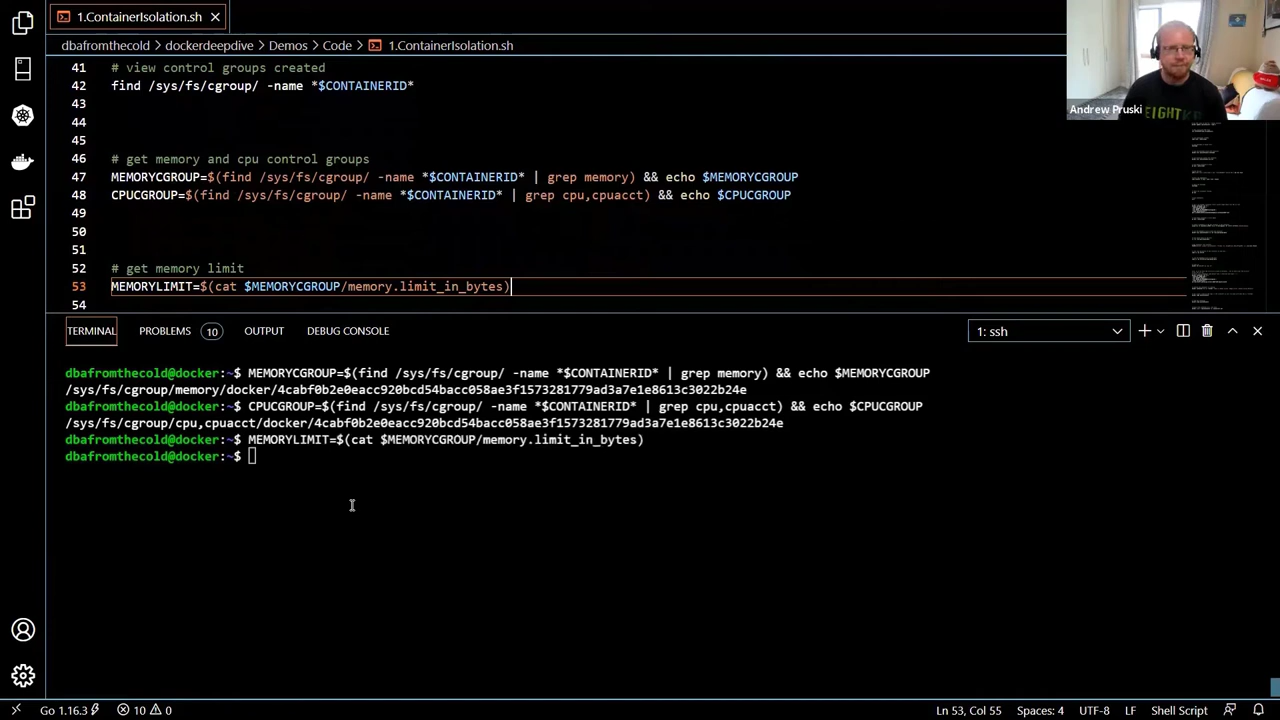 1.ContainerIsolation.sh
dbafromthecold > dockerdeepdive > Demos > Code > 1.ContainerIsolation.sh
41 # view control groups created
42 find /sys/fs/cgroup/ -name *$CONTAINERID*
43
44
45
46 # get memory and cpu control groups
47 MEMORYCGROUP=$(find /sys/fs/cgroup/ -name *$CONTAINERID* | grep memory) && echo $MEMORYCGROUP
48 CPUCGROUP=$(find /sys/fs/cgroup/ -name *$CONTAINERID* | grep cpu,cpuacct) && echo $CPUCGROUP
49
50
51
52 # get memory limit
53 MEMORYLIMIT=$(cat $MEMORYCGROUP/memory.limit_in_bytes)
54
Andrew Pruski
EIGHT
TERMINAL PROBLEMS 10 OUTPUT DEBUG CONSOLE 1: ssh
dbafromthecold@docker:~$ MEMORYCGROUP=$(find /sys/fs/cgroup/ -name *$CONTAINERID* | grep memory) && echo $MEMORYCGROUP
/sys/fs/cgroup/memory/docker/4cabf0b2e0eacc920bcd54bacc058ae3f1573281779ad3a7e1e8613c3022b24e
dbafromthecold@docker:~$ CPUCGROUP=$(find /sys/fs/cgroup/ -name *$CONTAINERID* | grep cpu,cpuacct) && echo $CPUCGROUP
/sys/fs/cgroup/cpu,cpuacct/docker/4cabf0b2e0eacc920bcd54bacc058ae3f1573281779ad3a7e1e8613c3022b24e
dbafromthecold@docker:~$ MEMORYLIMIT=$(cat $MEMORYCGROUP/memory.limit_in_bytes)
dbafromthecold@docker:~$
Go 1.16.3 10 0 Ln 53, Col 55 Spaces: 4 UTF-8 LF Shell Script